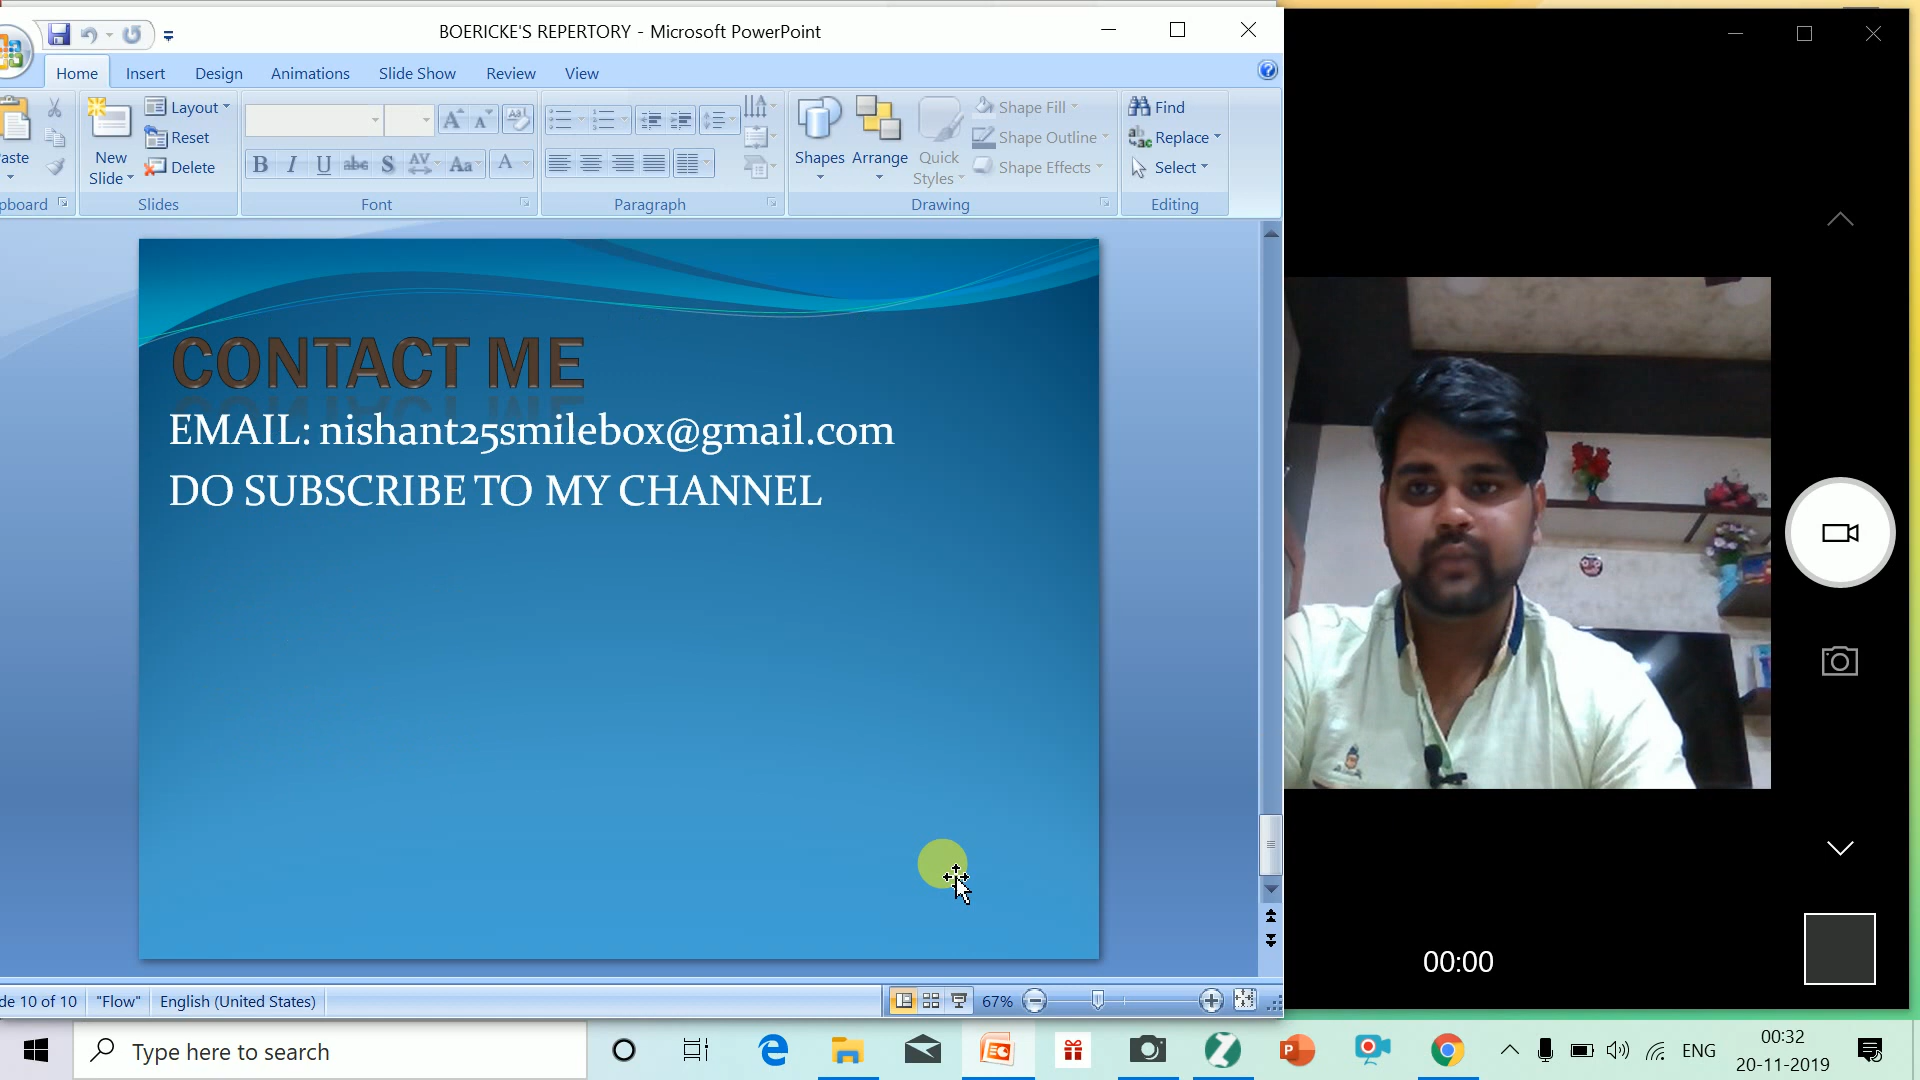 BOERICKE'S REPERTORY - Microsoft PowerPoint
Home Insert Design Animations Slide Show Review View
New Slide
Layout
Reset
Delete
Slides
Font
Paragraph
Shapes
Arrange
Quick Styles
Shape Fill
Shape Outline
Shape Effects
Drawing
Find
Replace
Select
Editing
CONTACT ME
EMAIL: nishant25smilebox@gmail.com
DO SUBSCRIBE TO MY CHANNEL
00:00
de 10 of 10 "Flow" English (United States) 67%
Type here to search
ENG
00:32
20-11-2019